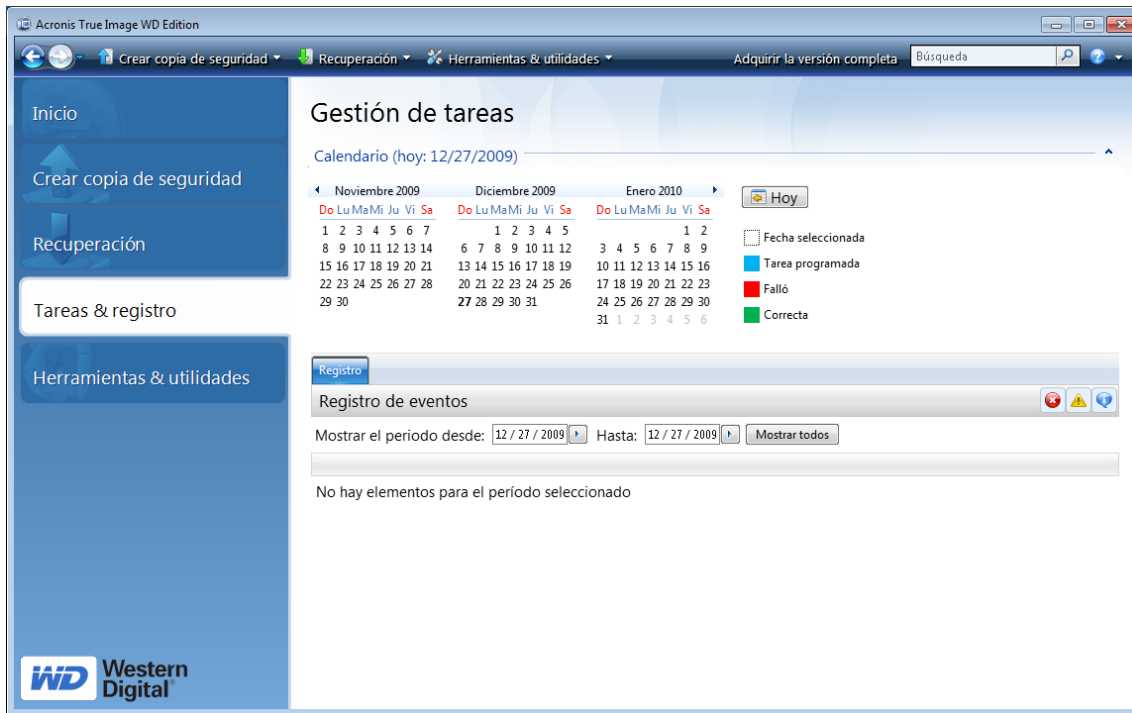 Acronis True Image WD Edition
Crear copia de seguridad Recuperación Herramientas & utilidades Adquirir la versión completa Búsqueda
Inicio
Crear copia de seguridad
Recuperación
Tareas & registro
Herramientas & utilidades
WD Western Digital®
Gestión de tareas
Calendario (hoy: 12/27/2009)
Noviembre 2009
Do Lu Ma Mi Ju Vi Sa
1 2 3 4 5 6 7
8 9 10 11 12 13 14
15 16 17 18 19 20 21
22 23 24 25 26 27 28
29 30
Diciembre 2009
Do Lu Ma Mi Ju Vi Sa
1 2 3 4 5
6 7 8 9 10 11 12
13 14 15 16 17 18 19
20 21 22 23 24 25 26
27 28 29 30 31
Enero 2010
Do Lu Ma Mi Ju Vi Sa
1 2
3 4 5 6 7 8 9
10 11 12 13 14 15 16
17 18 19 20 21 22 23
24 25 26 27 28 29 30
31 1 2 3 4 5 6
Hoy
Fecha seleccionada
Tarea programada
Falló
Correcta
Registro
Registro de eventos
Mostrar el periodo desde: 12 / 27 / 2009 Hasta: 12 / 27 / 2009 Mostrar todos
No hay elementos para el período seleccionado